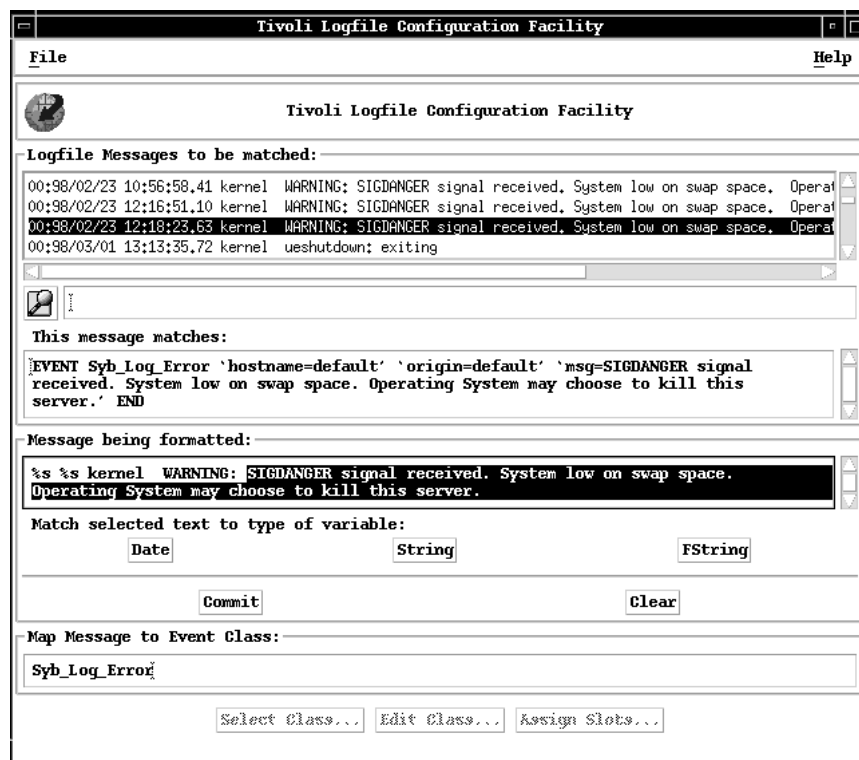 Tivoli Logfile Configuration Facility
File Help
Tivoli Logfile Configuration Facility
Logfile Messages to be matched:
00:98/02/23 10:56:58.41 kernel  WARNING: SIGDANGER signal received. System low on swap space.  Operat
00:98/02/23 12:16:51.10 kernel  WARNING: SIGDANGER signal received. System low on swap space.  Operat
00:98/02/23 12:18:23.63 kernel  WARNING: SIGDANGER signal received. System low on swap space.  Operat
00:98/03/01 13:13:35.72 kernel  ueshutdown: exiting
This message matches:
EVENT Syb_Log_Error `hostname=default´ `origin=default´ `msg=SIGDANGER signal
received. System low on swap space. Operating System may choose to kill this
server.´ END
Message being formatted:
%s %s kernel  WARNING: SIGDANGER signal received. System low on swap space.
Operating System may choose to kill this server.
Match selected text to type of variable:
Date String FString
Commit Clear
Map Message to Event Class:
Syb_Log_Error
Select Class... Edit Class... Assign Slots...